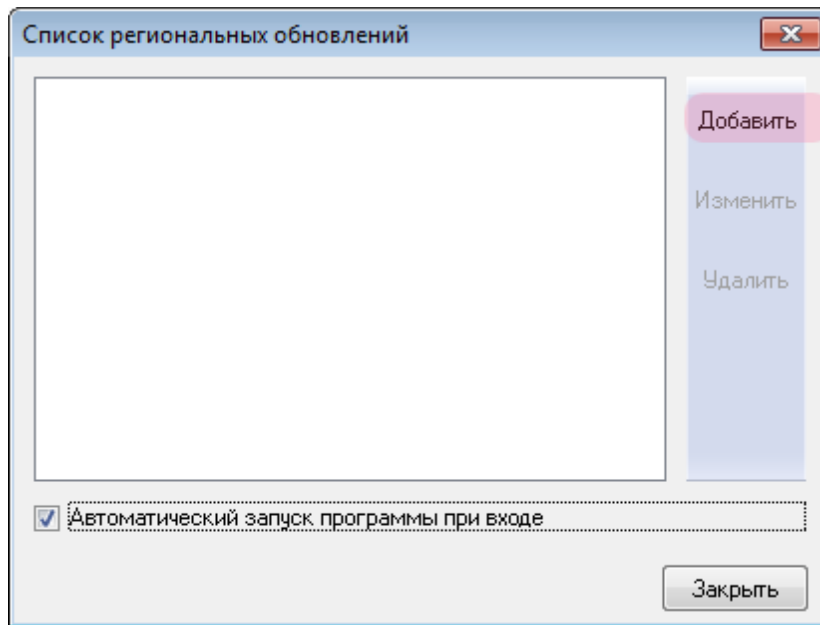 Список региональных обновлений
Добавить
Изменить
Удалить
Автоматический запуск программы при входе
Закрыть